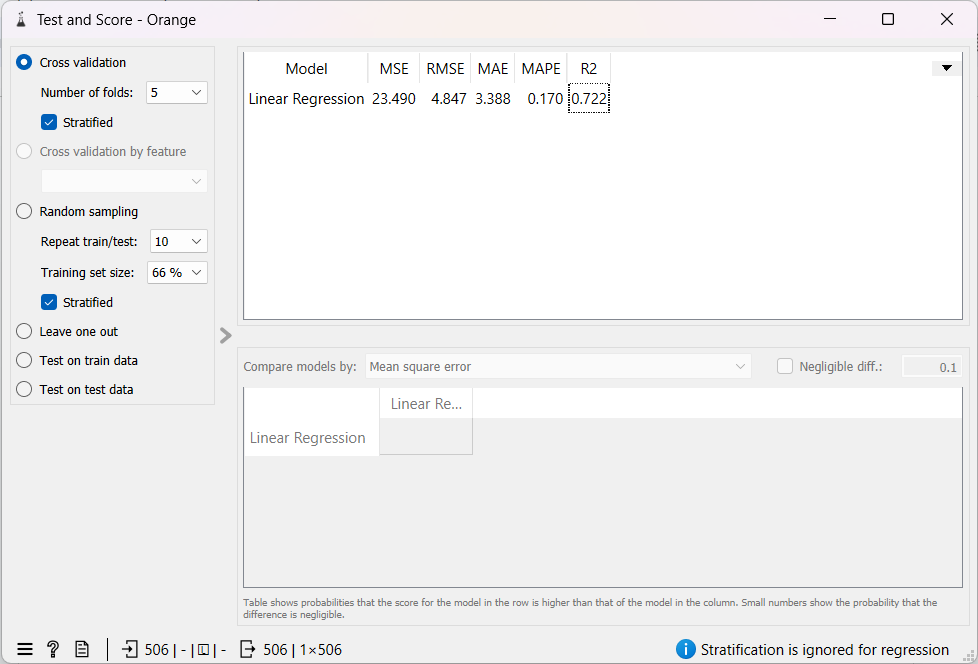 Test and Score - Orange
Cross validation
Number of folds: 5
Stratified
Cross validation by feature
Random sampling
Repeat train/test: 10
Training set size: 66 %
Stratified
Leave one out
Test on train data
Test on test data
Model MSE RMSE MAE MAPE R2
Linear Regression 23.490 4.847 3.388 0.170 0.722
Compare models by: Mean square error Negligible diff.: 0.1
Linear Re...
Linear Regression
Table shows probabilities that the score for the model in the row is higher than that of the model in the column. Small numbers show the probability that the
difference is negligible.
506 | - | | - 506 | 1×506 Stratification is ignored for regression